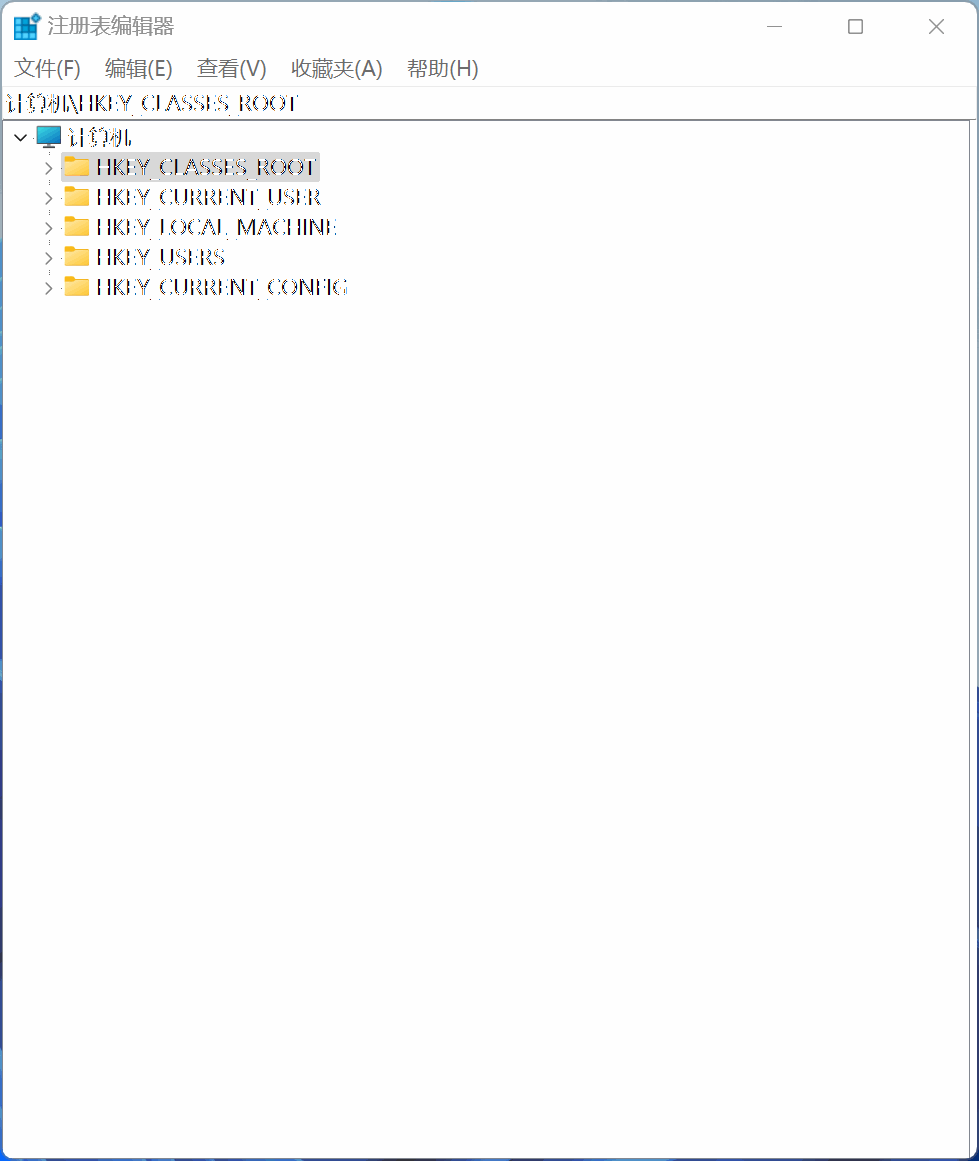 注册表编辑器
文件(F) 编辑(E) 查看(V) 收藏夹(A) 帮助(H)
计算机\HKEY_CLASSES_ROOT
计算机
HKEY_CLASSES_ROOT
HKEY_CURRENT_USER
HKEY_LOCAL_MACHINE
HKEY_USERS
HKEY_CURRENT_CONFIG